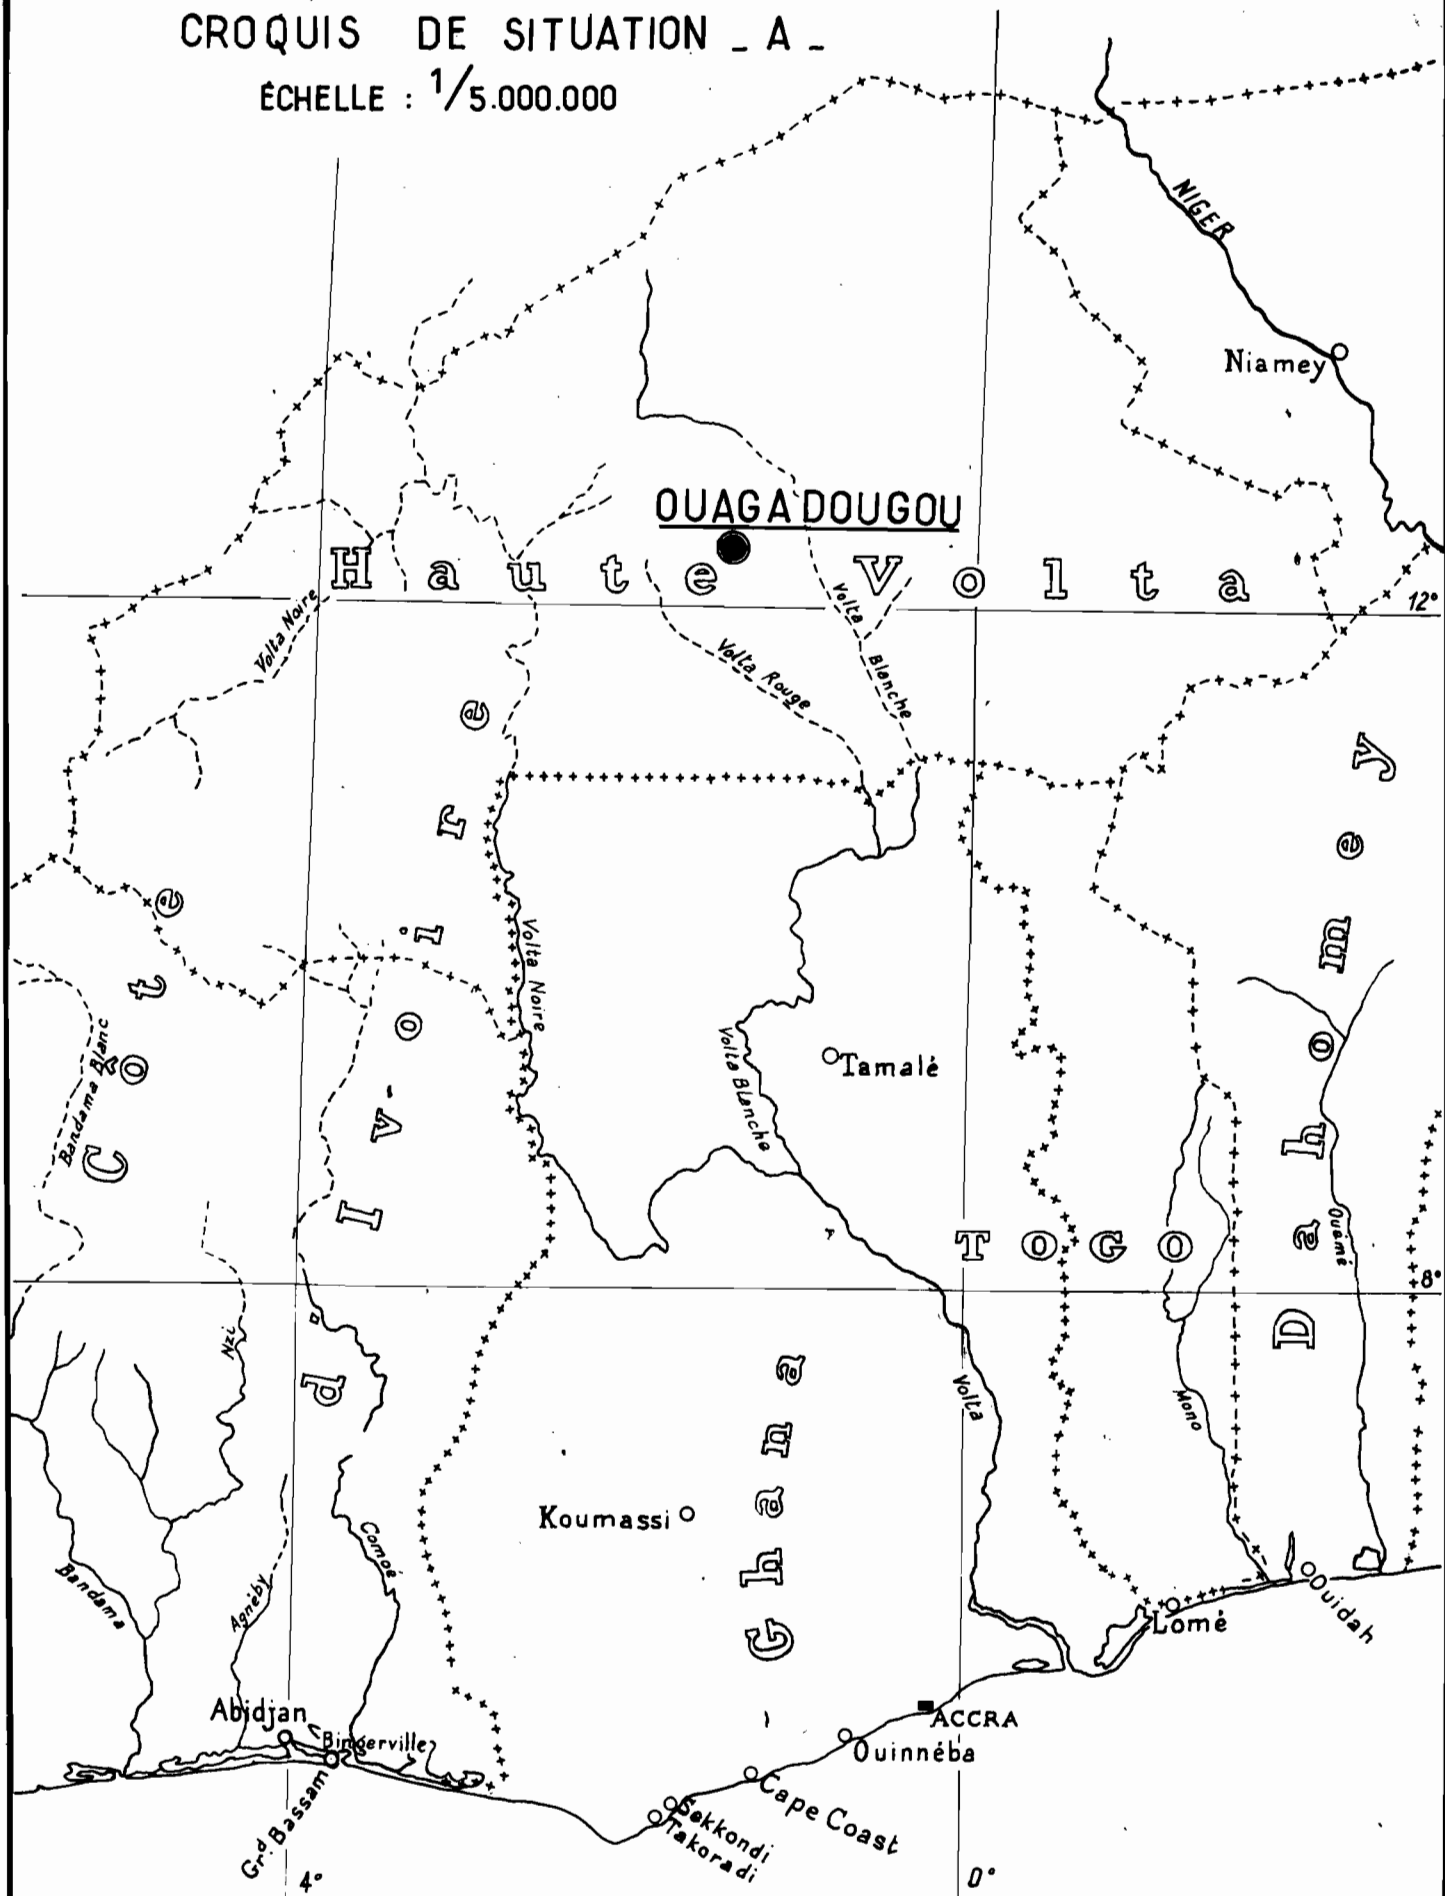 CROQUIS DE SITUATION _ A _
ÉCHELLE : 1/5.000.000
NIGER
Niamey
OUAGADOUGOU
Haute Volta
12°
Volta Noire
Volta Rouge
Volta Blanche
Côte d'Ivoire
Dahomey
Volta Noire
Bandama Blanc
Tamalé
Volta Blanche
TOGO
Ouémé
8°
Nzi
Volta
Mono
Ghana
Koumassi
Comoé
Bandama
Agnéby
Lomé
Ouidah
Abidjan
Bingerville
ACCRA
Ouinnéba
Grd Bassam
Cape Coast
Sekkondi
Takoradi
4°
0°